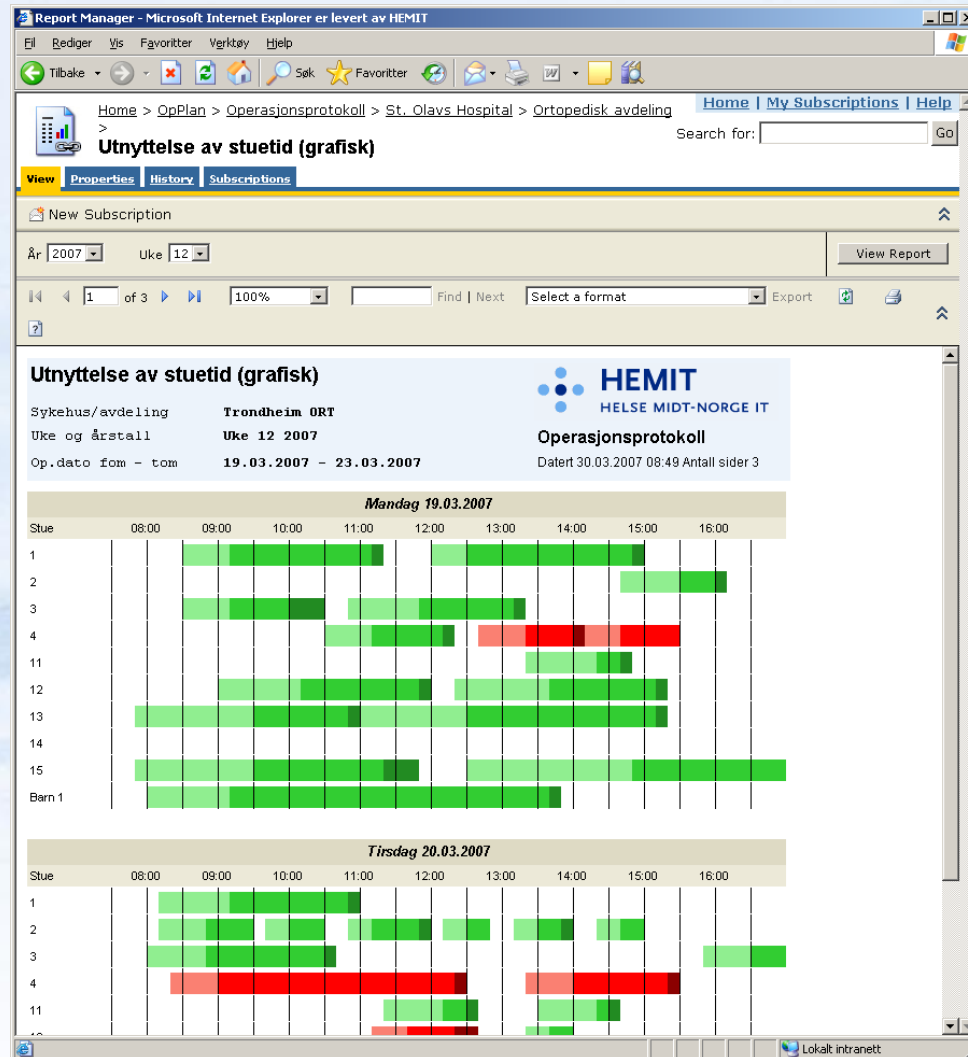 Report Manager - Microsoft Internet Explorer er levert av HEMIT
Fil Rediger Vis Favoritter Verktøy Hjelp
Tilbake Søk Favoritter
Home > OpPlan > Operasjonsprotokoll > St. Olavs Hospital > Ortopedisk avdeling
>
Home | My Subscriptions | Help
Utnyttelse av stuetid (grafisk)
Search for: Go
View Properties History Subscriptions
New Subscription
År 2007 Uke 12 View Report
1 of 3 100% Find | Next Select a format Export
Utnyttelse av stuetid (grafisk)
HEMIT
HELSE MIDT-NORGE IT
Sykehus/avdeling Trondheim ORT
Uke og årstall Uke 12 2007
Operasjonsprotokoll
Op.dato fom - tom 19.03.2007 - 23.03.2007
Datert 30.03.2007 08:49 Antall sider 3
Mandag 19.03.2007
Stue 08:00 09:00 10:00 11:00 12:00 13:00 14:00 15:00 16:00
1
2
3
4
11
12
13
14
15
Barn 1
Tirsdag 20.03.2007
Stue 08:00 09:00 10:00 11:00 12:00 13:00 14:00 15:00 16:00
1
2
3
4
11
Lokalt intranett